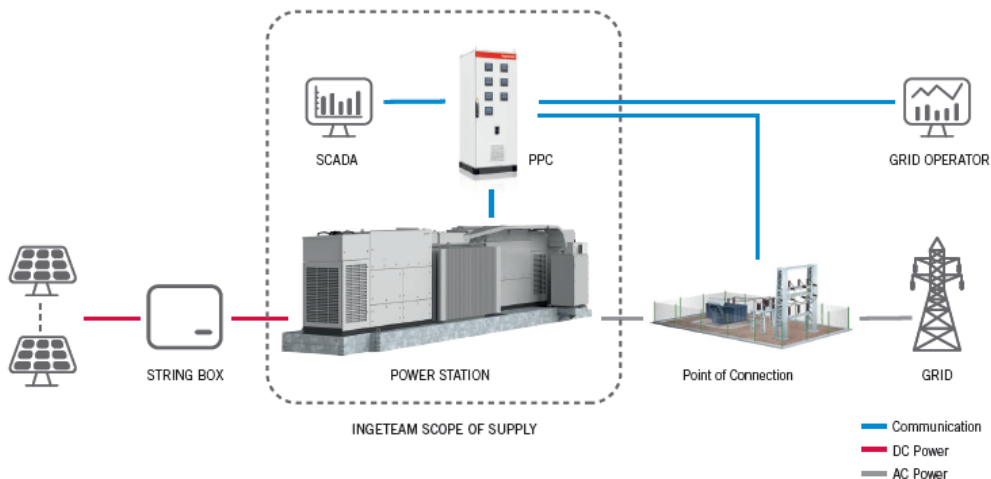 SCADA
PPC
GRID OPERATOR
STRING BOX
POWER STATION
Point of Connection
GRID
INGETEAM SCOPE OF SUPPLY
Communication
DC Power
AC Power